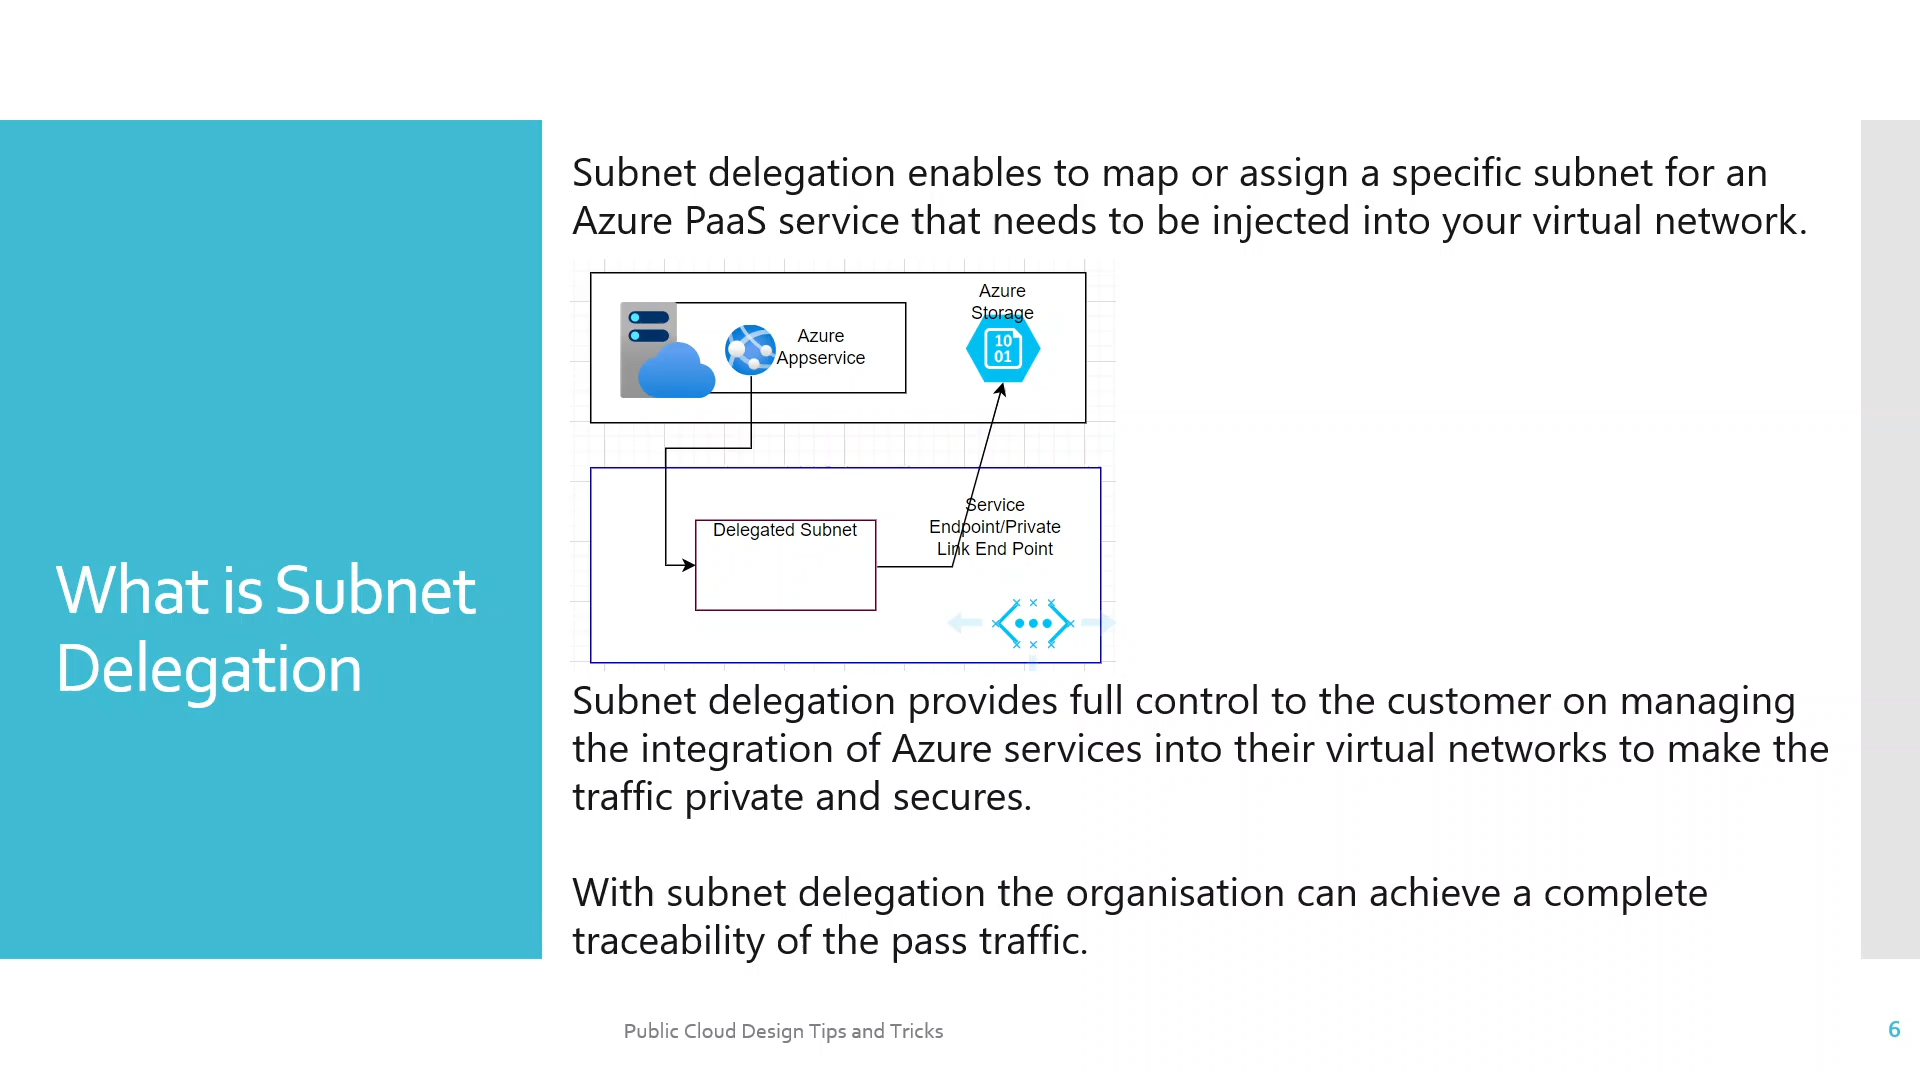 What is Subnet
Delegation
Subnet delegation enables to map or assign a specific subnet for an
Azure PaaS service that needs to be injected into your virtual network.
Azure
Appservice
Azure
Storage
10
01
Delegated Subnet
Service
Endpoint/Private
Link End Point
Subnet delegation provides full control to the customer on managing
the integration of Azure services into their virtual networks to make the
traffic private and secures.
With subnet delegation the organisation can achieve a complete
traceability of the pass traffic.
Public Cloud Design Tips and Tricks
6